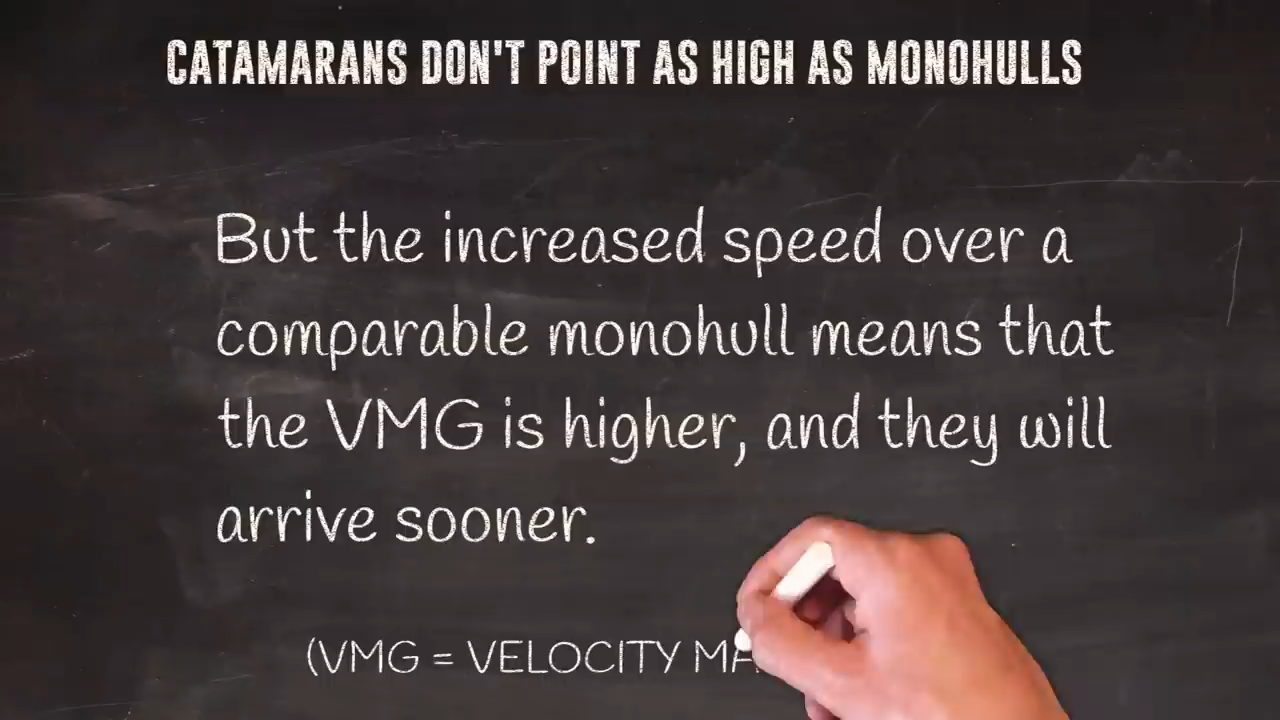 CATAMARANS DON'T POINT AS HIGH AS MONOHULLS
But the increased speed over a
comparable monohull means that
the VMG is higher, and they will
arrive sooner.
(VMG = VELOCITY